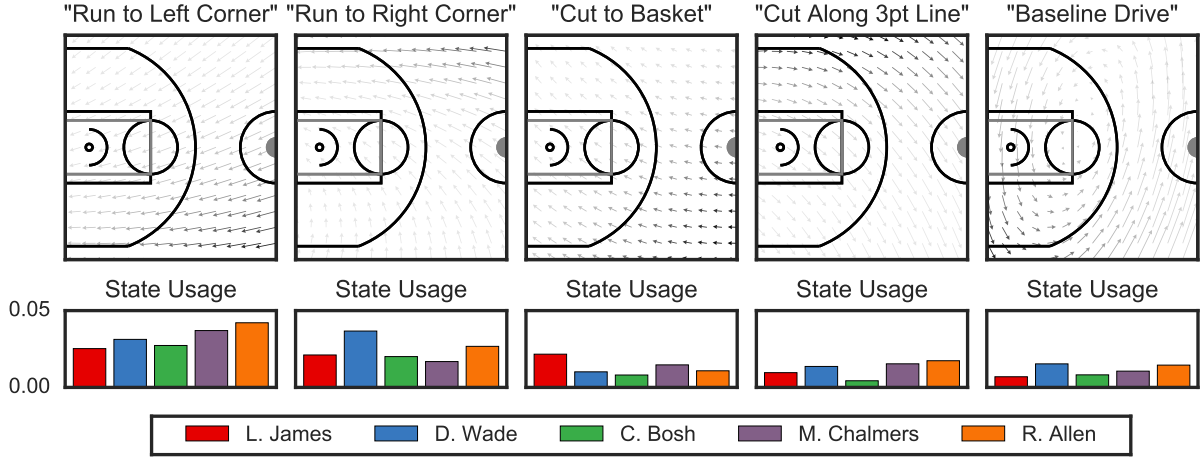 "Run to Left Corner" "Run to Right Corner" "Cut to Basket" "Cut Along 3pt Line" "Baseline Drive"
State Usage State Usage State Usage State Usage State Usage
0.05
0.00
L. James D. Wade C. Bosh M. Chalmers R. Allen